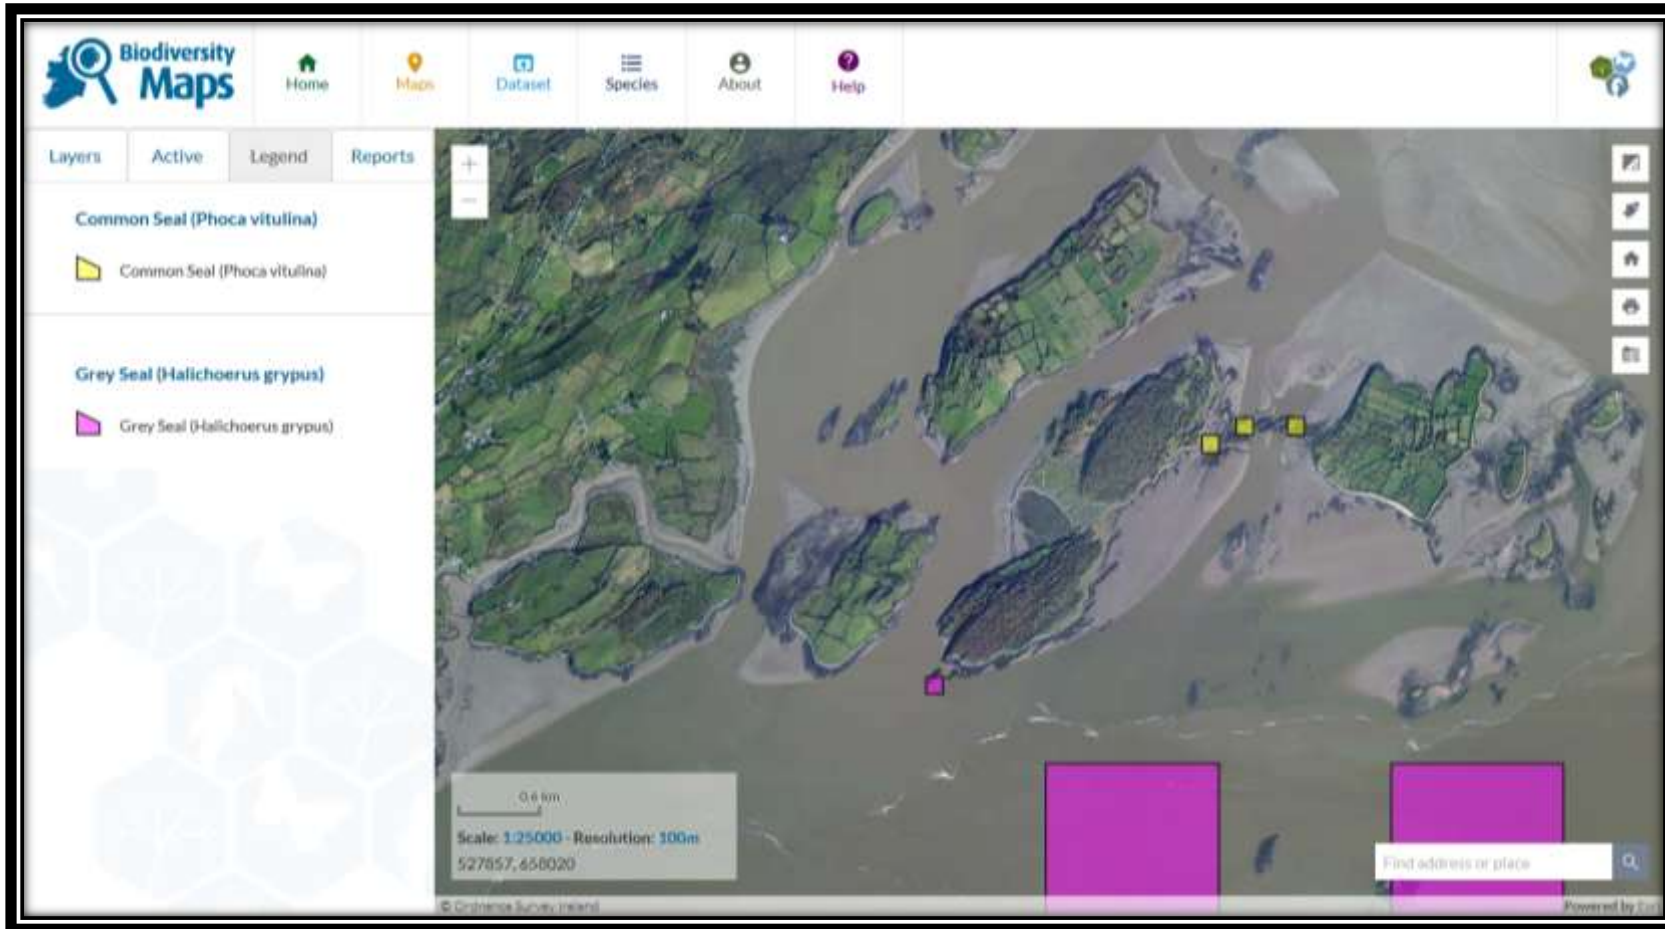 Biodiversity
Maps
Home
Maps
Dataset
Species
About
Help
Layers
Active
Legend
Reports
Common Seal (Phoca vitulina)
Common Seal (Phoca vitulina)
Grey Seal (Halichoerus grypus)
Grey Seal (Halichoerus grypus)
+
−
0.6 km
Scale: 1:25000 - Resolution: 100m
527857, 658020
Find address or place
© Ordnance Survey Ireland
Powered by Esri